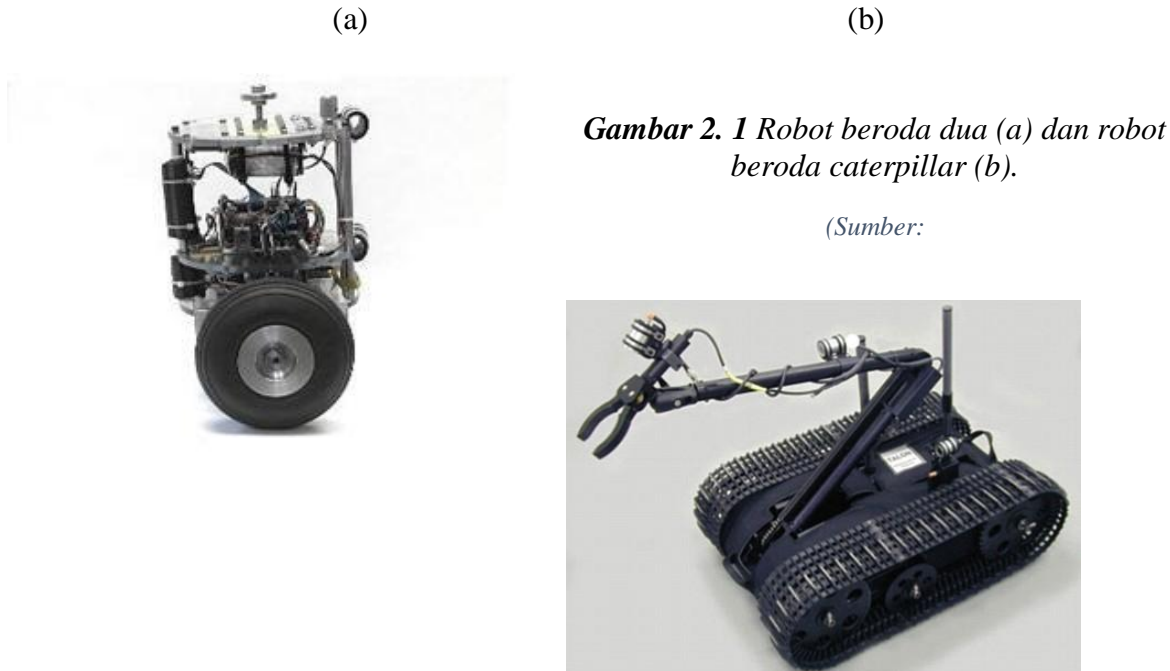 (a)
(b)
Gambar 2. 1 Robot beroda dua (a) dan robot
beroda caterpillar (b).
(Sumber:
TALON